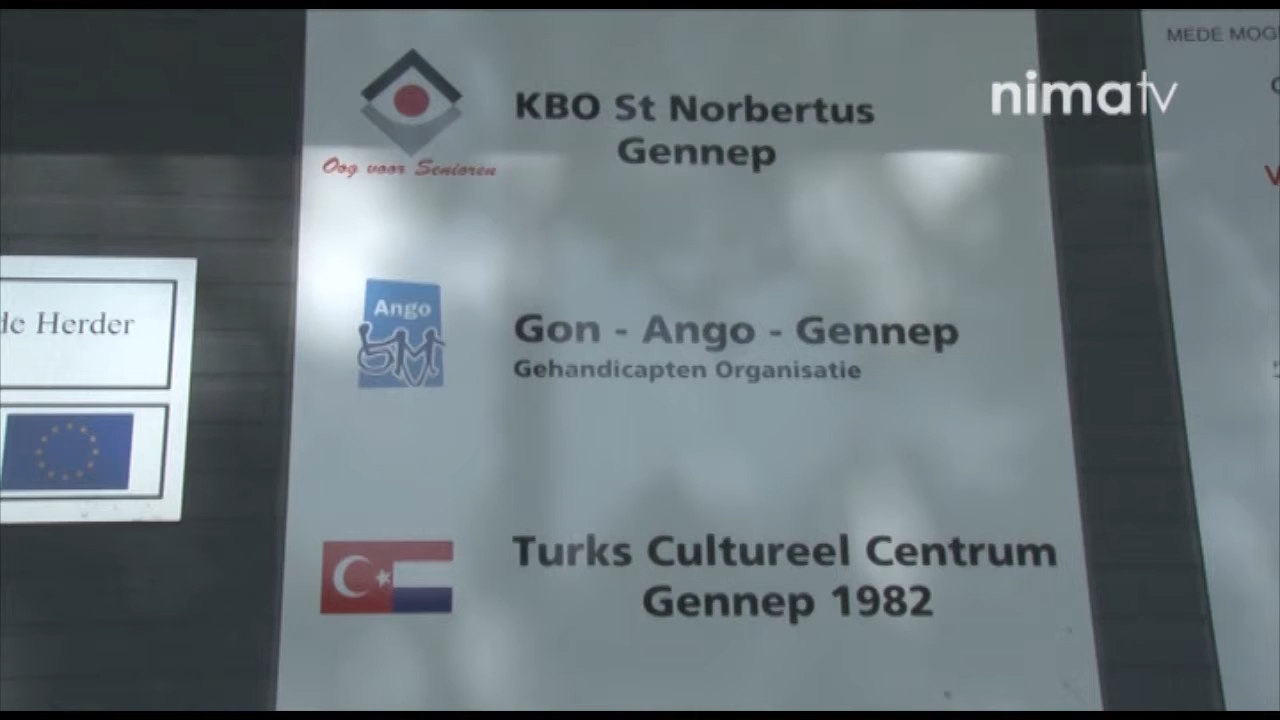 KBO St Norbertus
Gennep
Oog voor Senioren
Ango
Gon - Ango - Gennep
Gehandicapten Organisatie
Turks Cultureel Centrum
Gennep 1982
de Herder
MEDE
nimatv